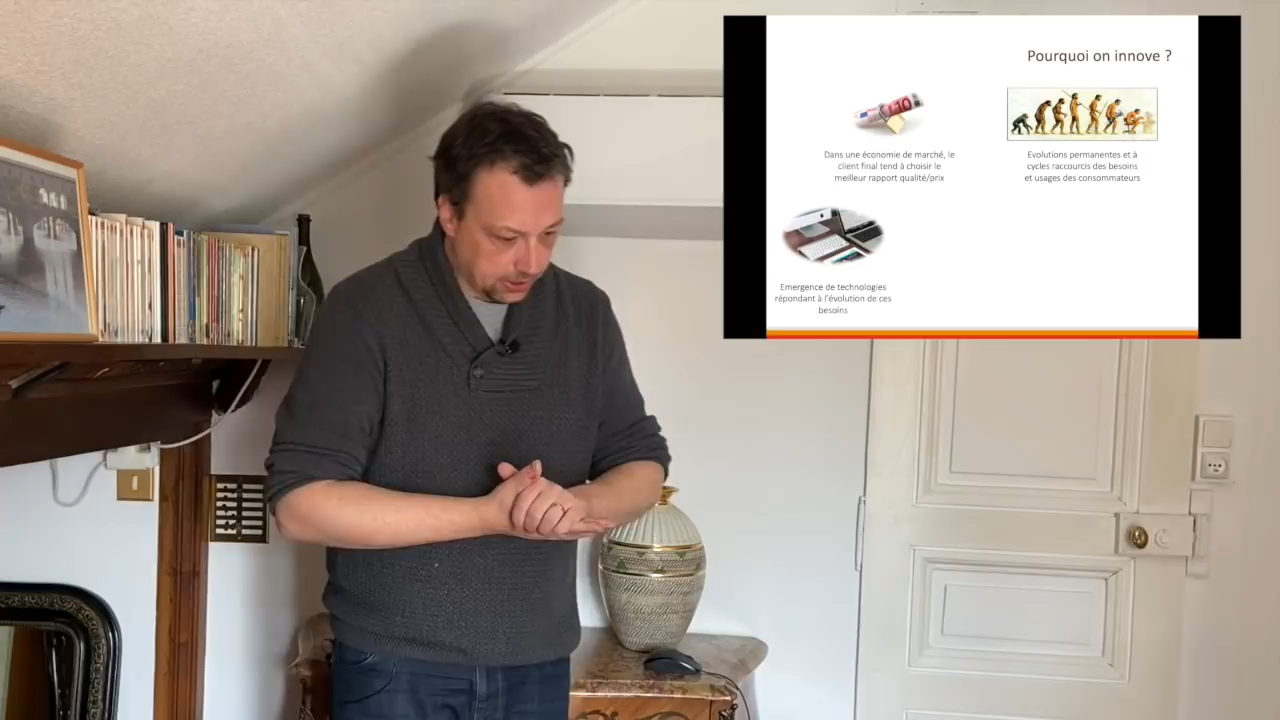 Pourquoi on innove ?
Dans une économie de marché, le
client final tend à choisir le
meilleur rapport qualité/prix
Evolutions permanentes et à
cycles raccourcis des besoins
et usages des consommateurs
Emergence de technologies
répondant à l'évolution de ces
besoins